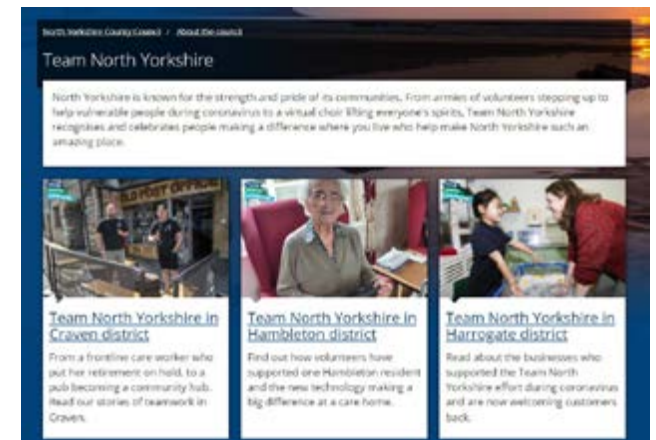 North Yorkshire County Council / About the council
Team North Yorkshire
North Yorkshire is known for the strength and pride of its communities. From armies of volunteers stepping up to
help vulnerable people during coronavirus to a virtual choir lifting everyone's spirits, Team North Yorkshire
recognises and celebrates people making a difference where you live who help make North Yorkshire such an
amazing place.
OLD POST OFFICE
Team North Yorkshire in
Craven district
From a frontline care worker who
put her retirement on hold, to a
pub becoming a community hub.
Read our stories of teamwork in
Craven.
Team North Yorkshire in
Hambleton district
Find out how volunteers have
supported one Hambleton resident
and the new technology making a
big difference at a care home.
Team North Yorkshire in
Harrogate district
Read about the businesses who
supported the Team North
Yorkshire effort during coronavirus
and are now welcoming customers
back.